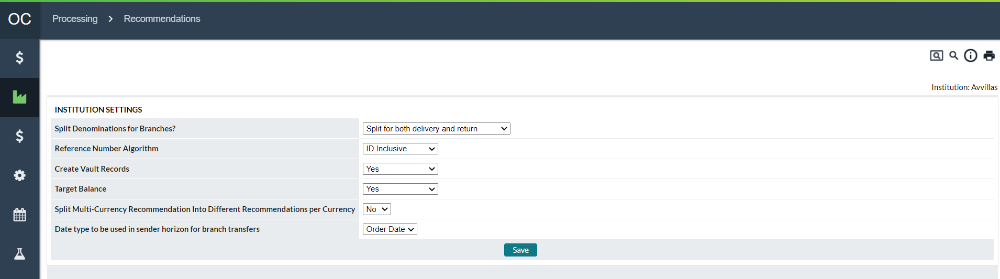 OC
Processing > Recommendations
Institution: Avvillas
INSTITUTION SETTINGS
Split Denominations for Branches? Split for both delivery and return
Reference Number Algorithm ID Inclusive
Create Vault Records Yes
Target Balance Yes
Split Multi-Currency Recommendation Into Different Recommendations per Currency No
Date type to be used in sender horizon for branch transfers Order Date
Save